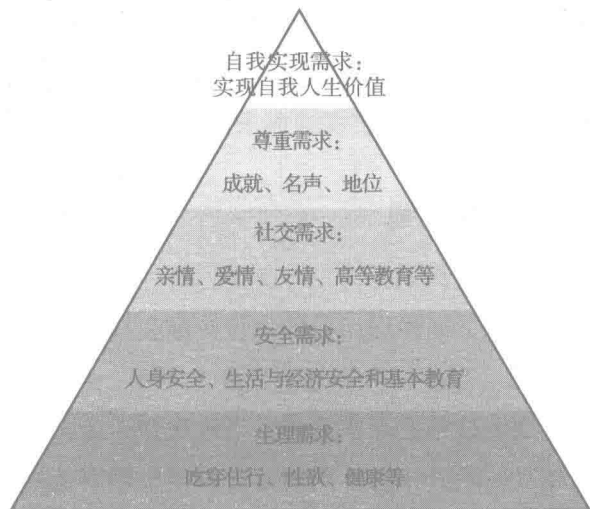 自我实现需求：
实现自我人生价值
尊重需求：
成就、名声、地位
社交需求：
亲情、爱情、友情、高等教育等
安全需求：
人身安全、生活与经济安全和基本教育
生理需求：
吃穿住行、性欲、健康等